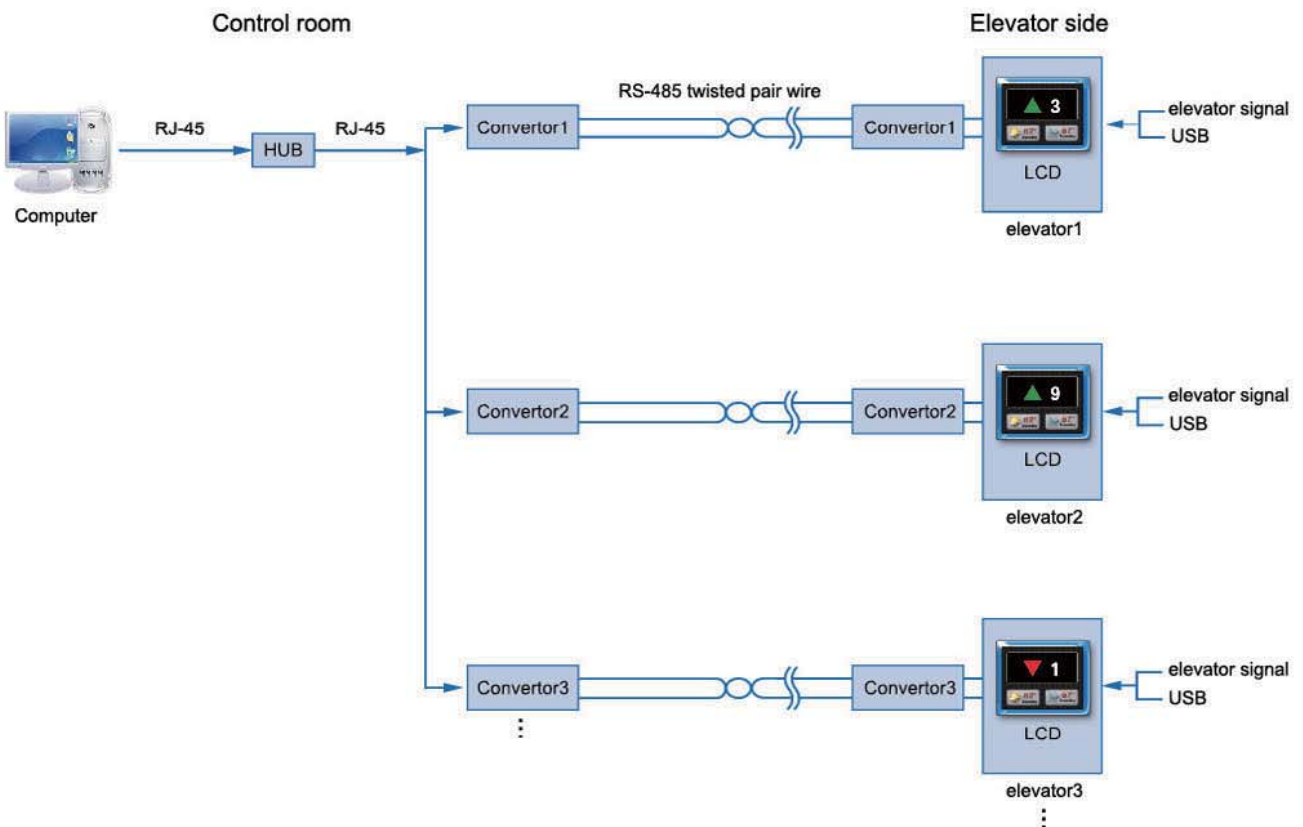 Control room
Elevator side
RS-485 twisted pair wire
RJ-45
RJ-45
HUB
Computer
Convertor1
Convertor1
3
LCD
elevator1
elevator signal
USB
Convertor2
Convertor2
9
LCD
elevator2
elevator signal
USB
Convertor3
Convertor3
1
LCD
elevator3
elevator signal
USB